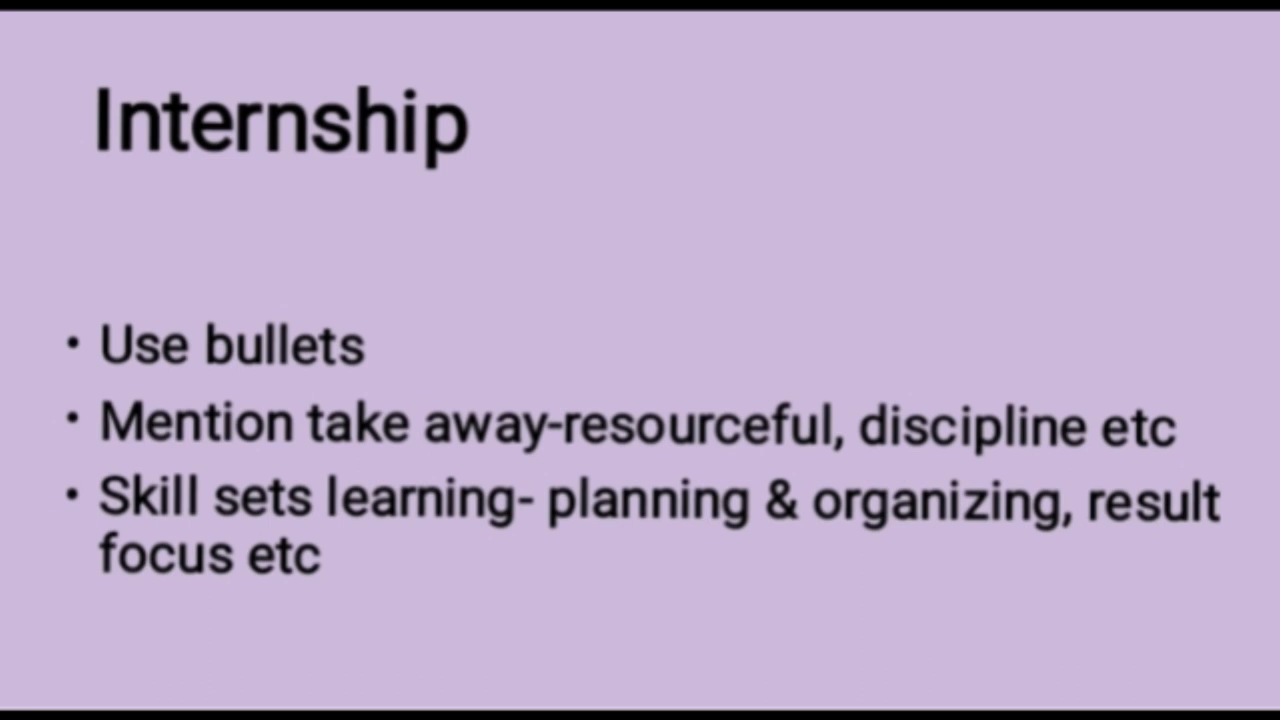 Internship
• Use bullets
• Mention take away-resourceful, discipline etc
• Skill sets learning- planning & organizing, result
focus etc